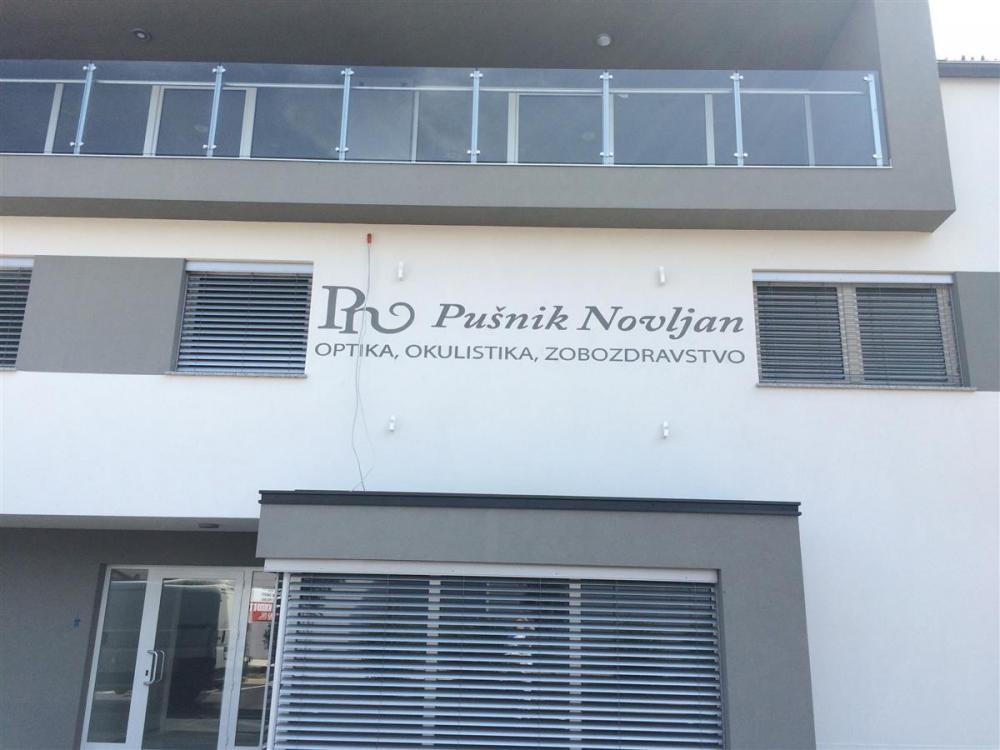 Pn Pušnik Novljan
OPTIKA, OKULISTIKA, ZOBOZDRAVSTVO